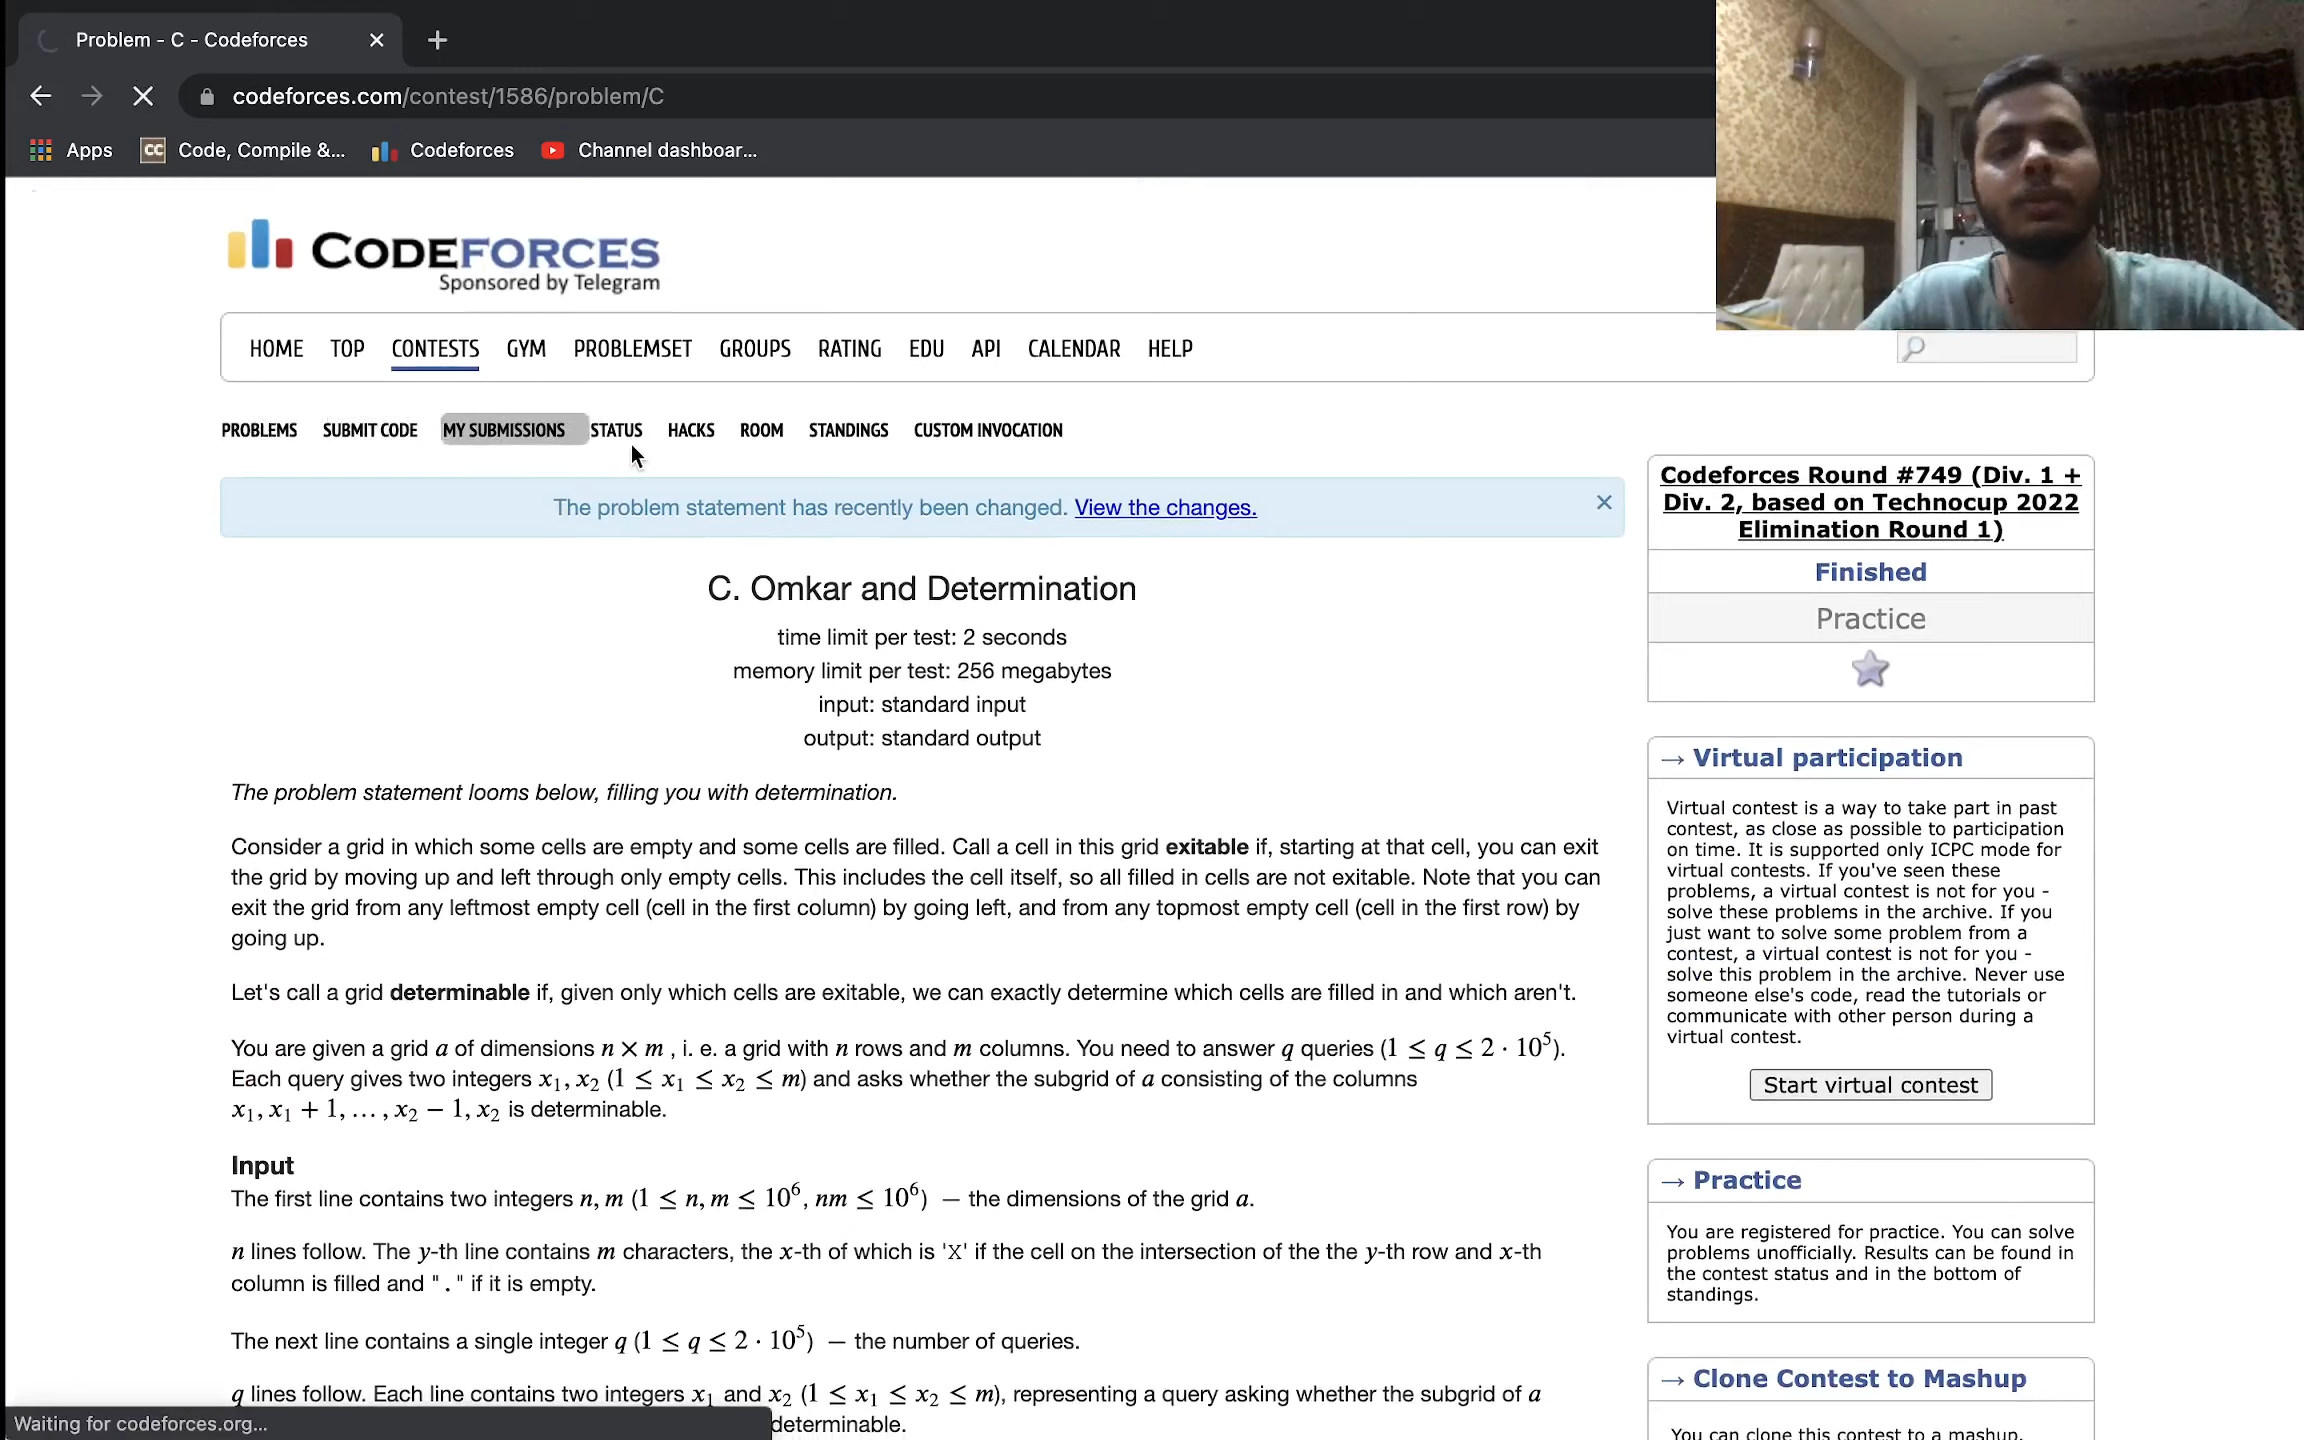 Problem - C - Codeforces
codeforces.com/contest/1586/problem/C
Apps
CC Code, Compile &...
Codeforces
Channel dashboar...
CODEFORCES
Sponsored by Telegram
HOME TOP CONTESTS GYM PROBLEMSET GROUPS RATING EDU API CALENDAR HELP
PROBLEMS SUBMIT CODE MY SUBMISSIONS STATUS HACKS ROOM STANDINGS CUSTOM INVOCATION
The problem statement has recently been changed. View the changes.
C. Omkar and Determination
time limit per test: 2 seconds
memory limit per test: 256 megabytes
input: standard input
output: standard output
The problem statement looms below, filling you with determination.
Consider a grid in which some cells are empty and some cells are filled. Call a cell in this grid exitable if, starting at that cell, you can exit
the grid by moving up and left through only empty cells. This includes the cell itself, so all filled in cells are not exitable. Note that you can
exit the grid from any leftmost empty cell (cell in the first column) by going left, and from any topmost empty cell (cell in the first row) by
going up.
Let's call a grid determinable if, given only which cells are exitable, we can exactly determine which cells are filled in and which aren't.
You are given a grid a of dimensions n × m , i. e. a grid with n rows and m columns. You need to answer q queries (1 ≤ q ≤ 2 · 10⁵).
Each query gives two integers x₁, x₂ (1 ≤ x₁ ≤ x₂ ≤ m) and asks whether the subgrid of a consisting of the columns
x₁, x₁ + 1, … , x₂ − 1, x₂ is determinable.
Input
The first line contains two integers n, m (1 ≤ n, m ≤ 10⁶, nm ≤ 10⁶) — the dimensions of the grid a.
n lines follow. The y-th line contains m characters, the x-th of which is 'X' if the cell on the intersection of the the y-th row and x-th
column is filled and "." if it is empty.
The next line contains a single integer q (1 ≤ q ≤ 2 · 10⁵) — the number of queries.
q lines follow. Each line contains two integers x₁ and x₂ (1 ≤ x₁ ≤ x₂ ≤ m), representing a query asking whether the subgrid of a
determinable.
Waiting for codeforces.org...
Codeforces Round #749 (Div. 1 +
Div. 2, based on Technocup 2022
Elimination Round 1)
Finished
Practice
→ Virtual participation
Virtual contest is a way to take part in past
contest, as close as possible to participation
on time. It is supported only ICPC mode for
virtual contests. If you've seen these
problems, a virtual contest is not for you -
solve these problems in the archive. If you
just want to solve some problem from a
contest, a virtual contest is not for you -
solve this problem in the archive. Never use
someone else's code, read the tutorials or
communicate with other person during a
virtual contest.
Start virtual contest
→ Practice
You are registered for practice. You can solve
problems unofficially. Results can be found in
the contest status and in the bottom of
standings.
→ Clone Contest to Mashup
You can clone this contest to a mashup.